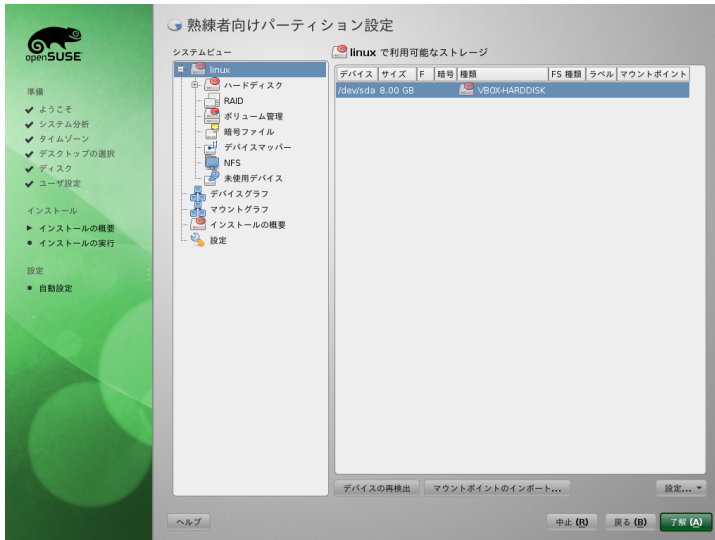 openSUSE
準備
ようこそ
システム分析
タイムゾーン
デスクトップの選択
ディスク
ユーザ設定
インストール
インストールの概要
インストールの実行
設定
自動設定
熟練者向けパーティション設定
システムビュー
linux
ハードディスク
RAID
ボリューム管理
暗号ファイル
デバイスマッパー
NFS
未使用デバイス
デバイスグラフ
マウントグラフ
インストールの概要
設定
linux で利用可能なストレージ
デバイス サイズ F 暗号 種類 FS 種類 ラベル マウントポイント
/dev/sda 8.00 GB VBOX-HARDDISK
デバイスの再検出 マウントポイントのインポート... 設定...
ヘルプ 中止 (R) 戻る (B) 了解 (A)